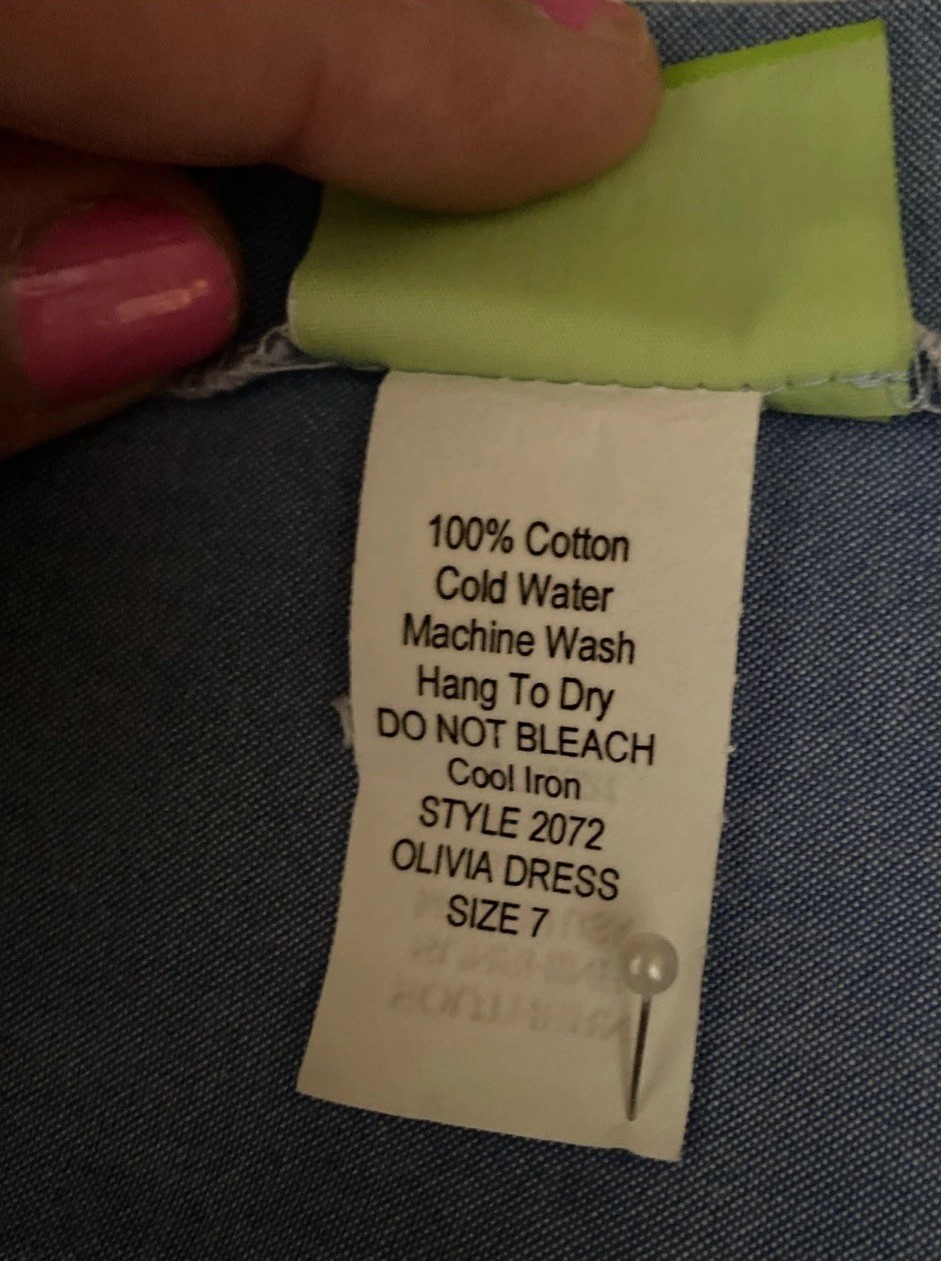 100% Cotton
Cold Water
Machine Wash
Hang To Dry
DO NOT BLEACH
Cool Iron
STYLE 2072
OLIVIA DRESS
SIZE 7